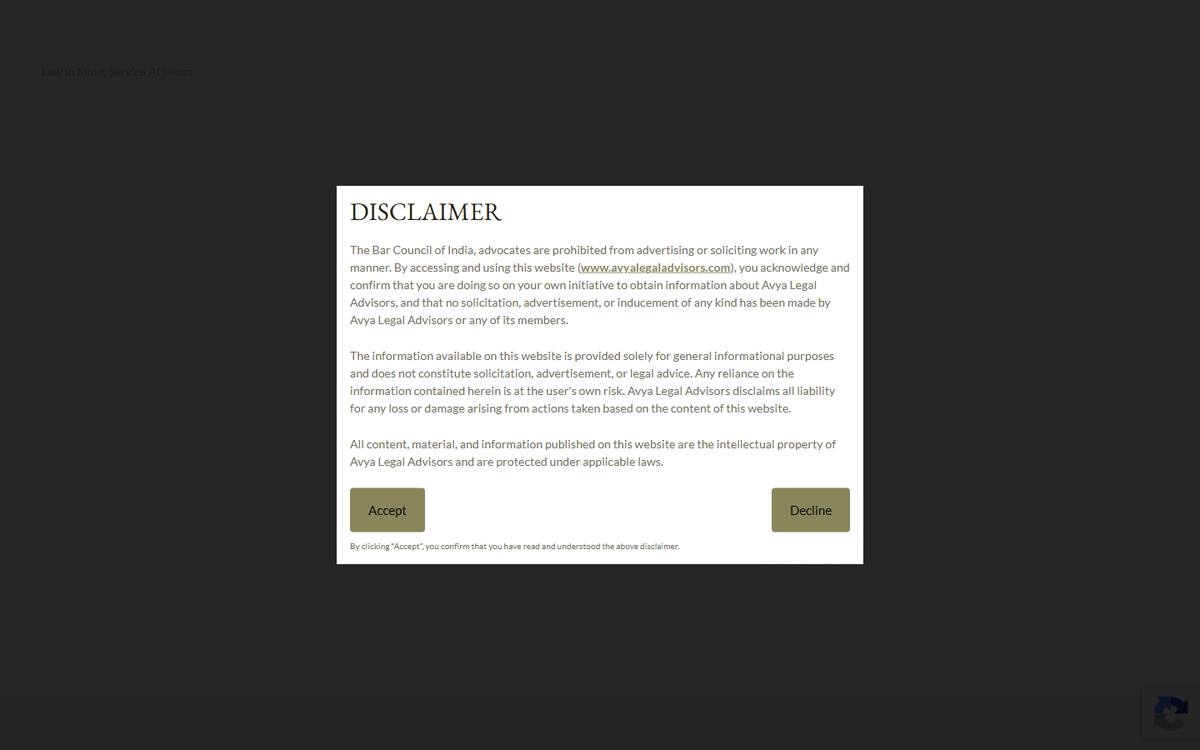 Law In Mind, Service At Heart
DISCLAIMER
The Bar Council of India, advocates are prohibited from advertising or soliciting work in any
manner. By accessing and using this website (www.avyalegaladvisors.com), you acknowledge and
confirm that you are doing so on your own initiative to obtain information about Avya Legal
Advisors, and that no solicitation, advertisement, or inducement of any kind has been made by
Avya Legal Advisors or any of its members.
The information available on this website is provided solely for general informational purposes
and does not constitute solicitation, advertisement, or legal advice. Any reliance on the
information contained herein is at the user's own risk. Avya Legal Advisors disclaims all liability
for any loss or damage arising from actions taken based on the content of this website.
All content, material, and information published on this website are the intellectual property of
Avya Legal Advisors and are protected under applicable laws.
Accept
Decline
By clicking "Accept", you confirm that you have read and understood the above disclaimer.